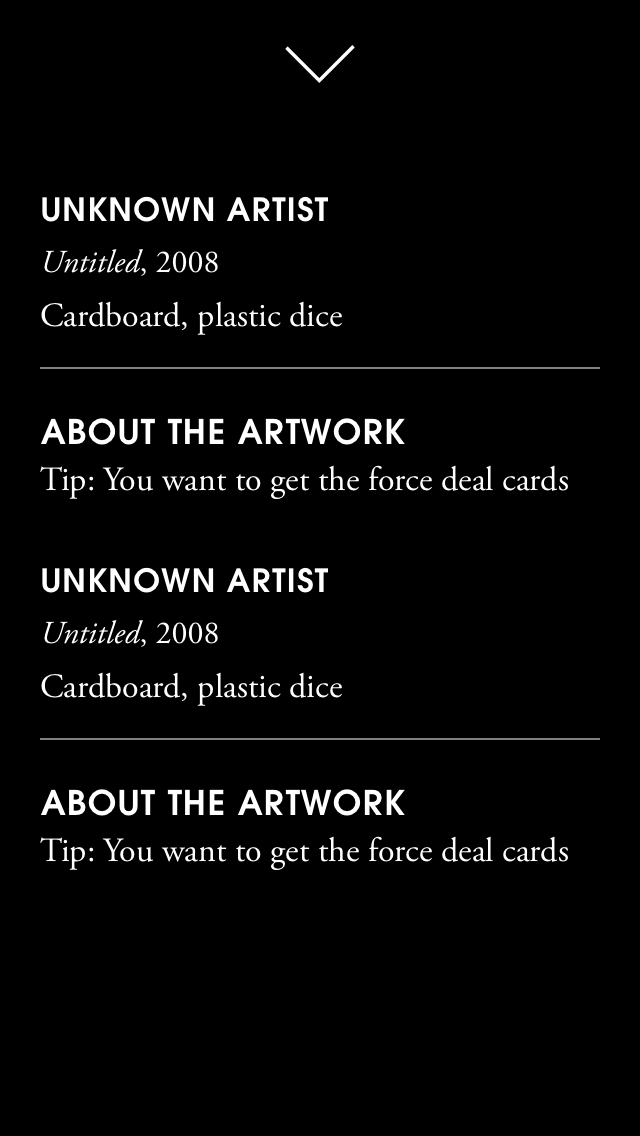 UNKNOWN ARTIST
Untitled, 2008
Cardboard, plastic dice
ABOUT THE ARTWORK
Tip: You want to get the force deal cards
UNKNOWN ARTIST
Untitled, 2008
Cardboard, plastic dice
ABOUT THE ARTWORK
Tip: You want to get the force deal cards